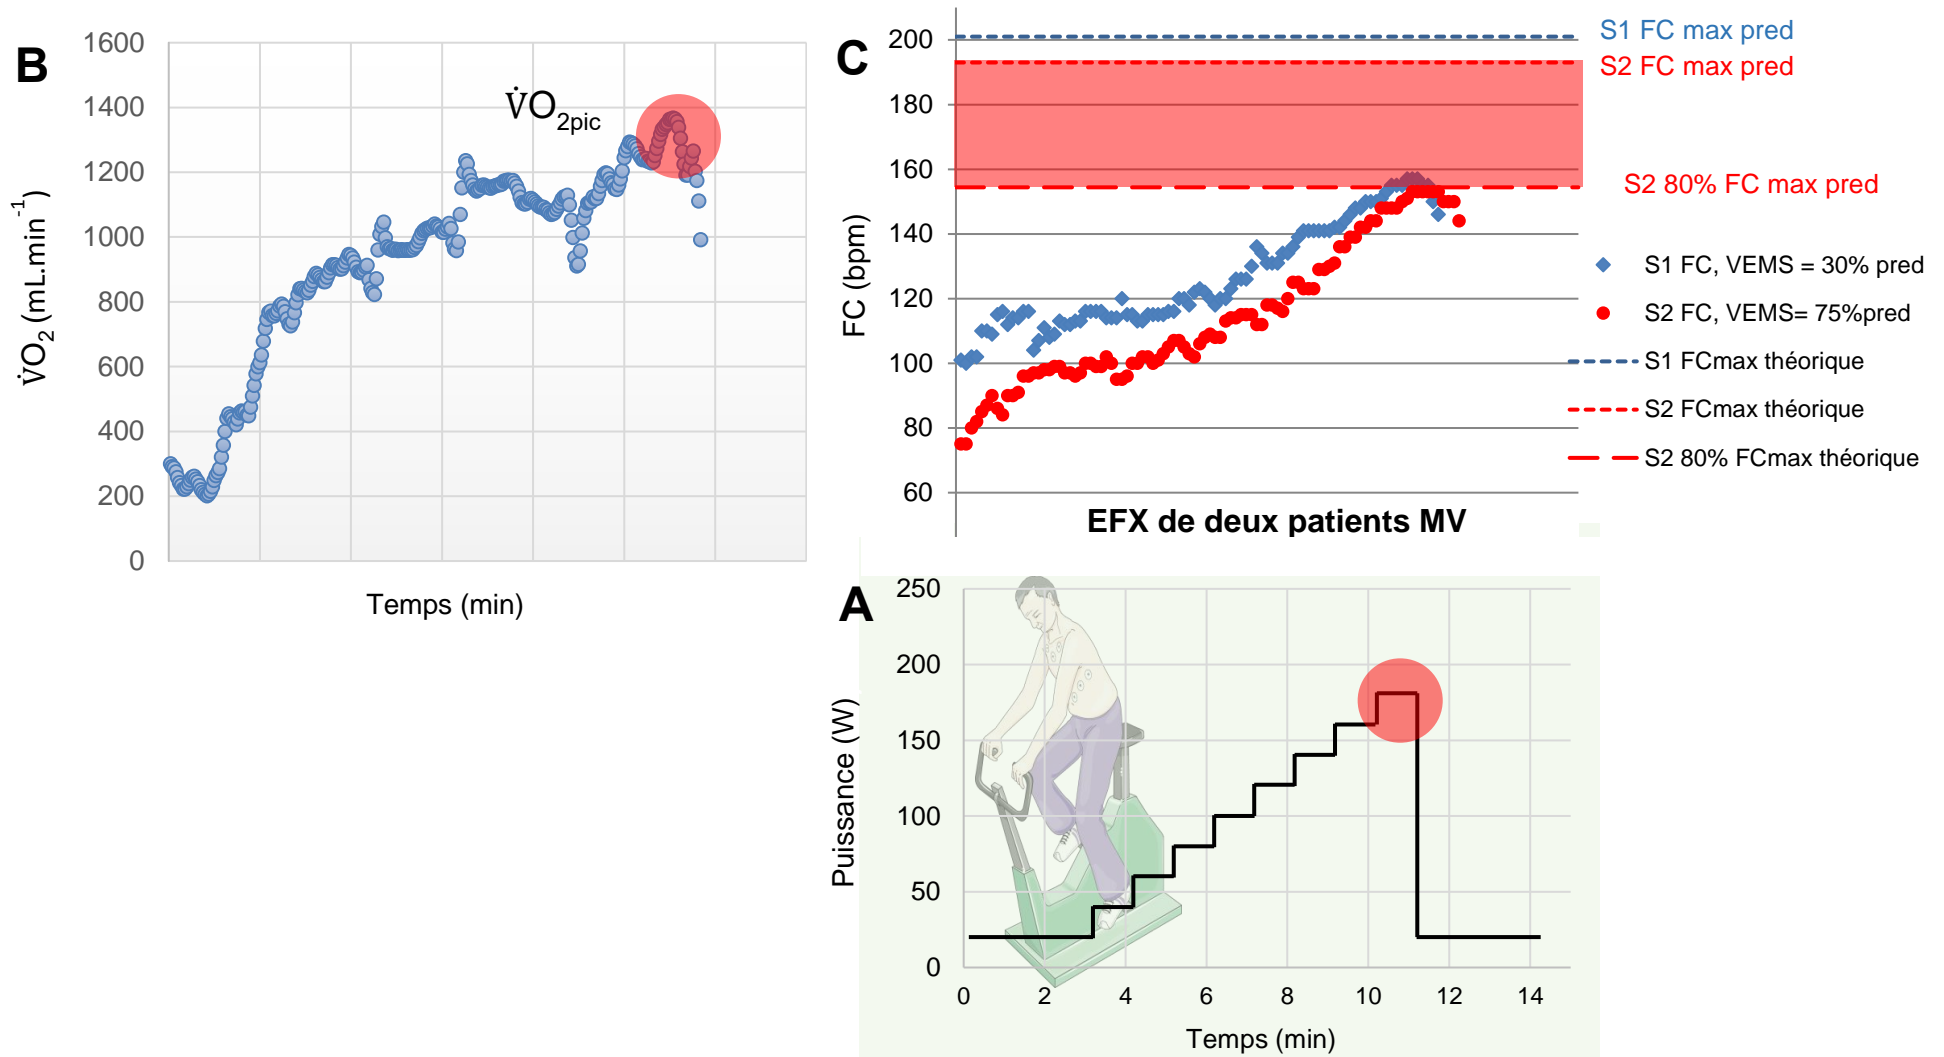 B
1600
1400
1200
1000
800
600
400
200
0
V̇O2 (mL.min-1)
V̇O2pic
Temps (min)
C
200
180
160
140
120
100
80
60
FC (bpm)
S1 FC max pred
S2 FC max pred
S2 80% FC max pred
S1 FC, VEMS = 30% pred
S2 FC, VEMS= 75%pred
S1 FCmax théorique
S2 FCmax théorique
S2 80% FCmax théorique
EFX de deux patients MV
A
250
200
150
100
50
0
Puissance (W)
0 2 4 6 8 10 12 14
Temps (min)